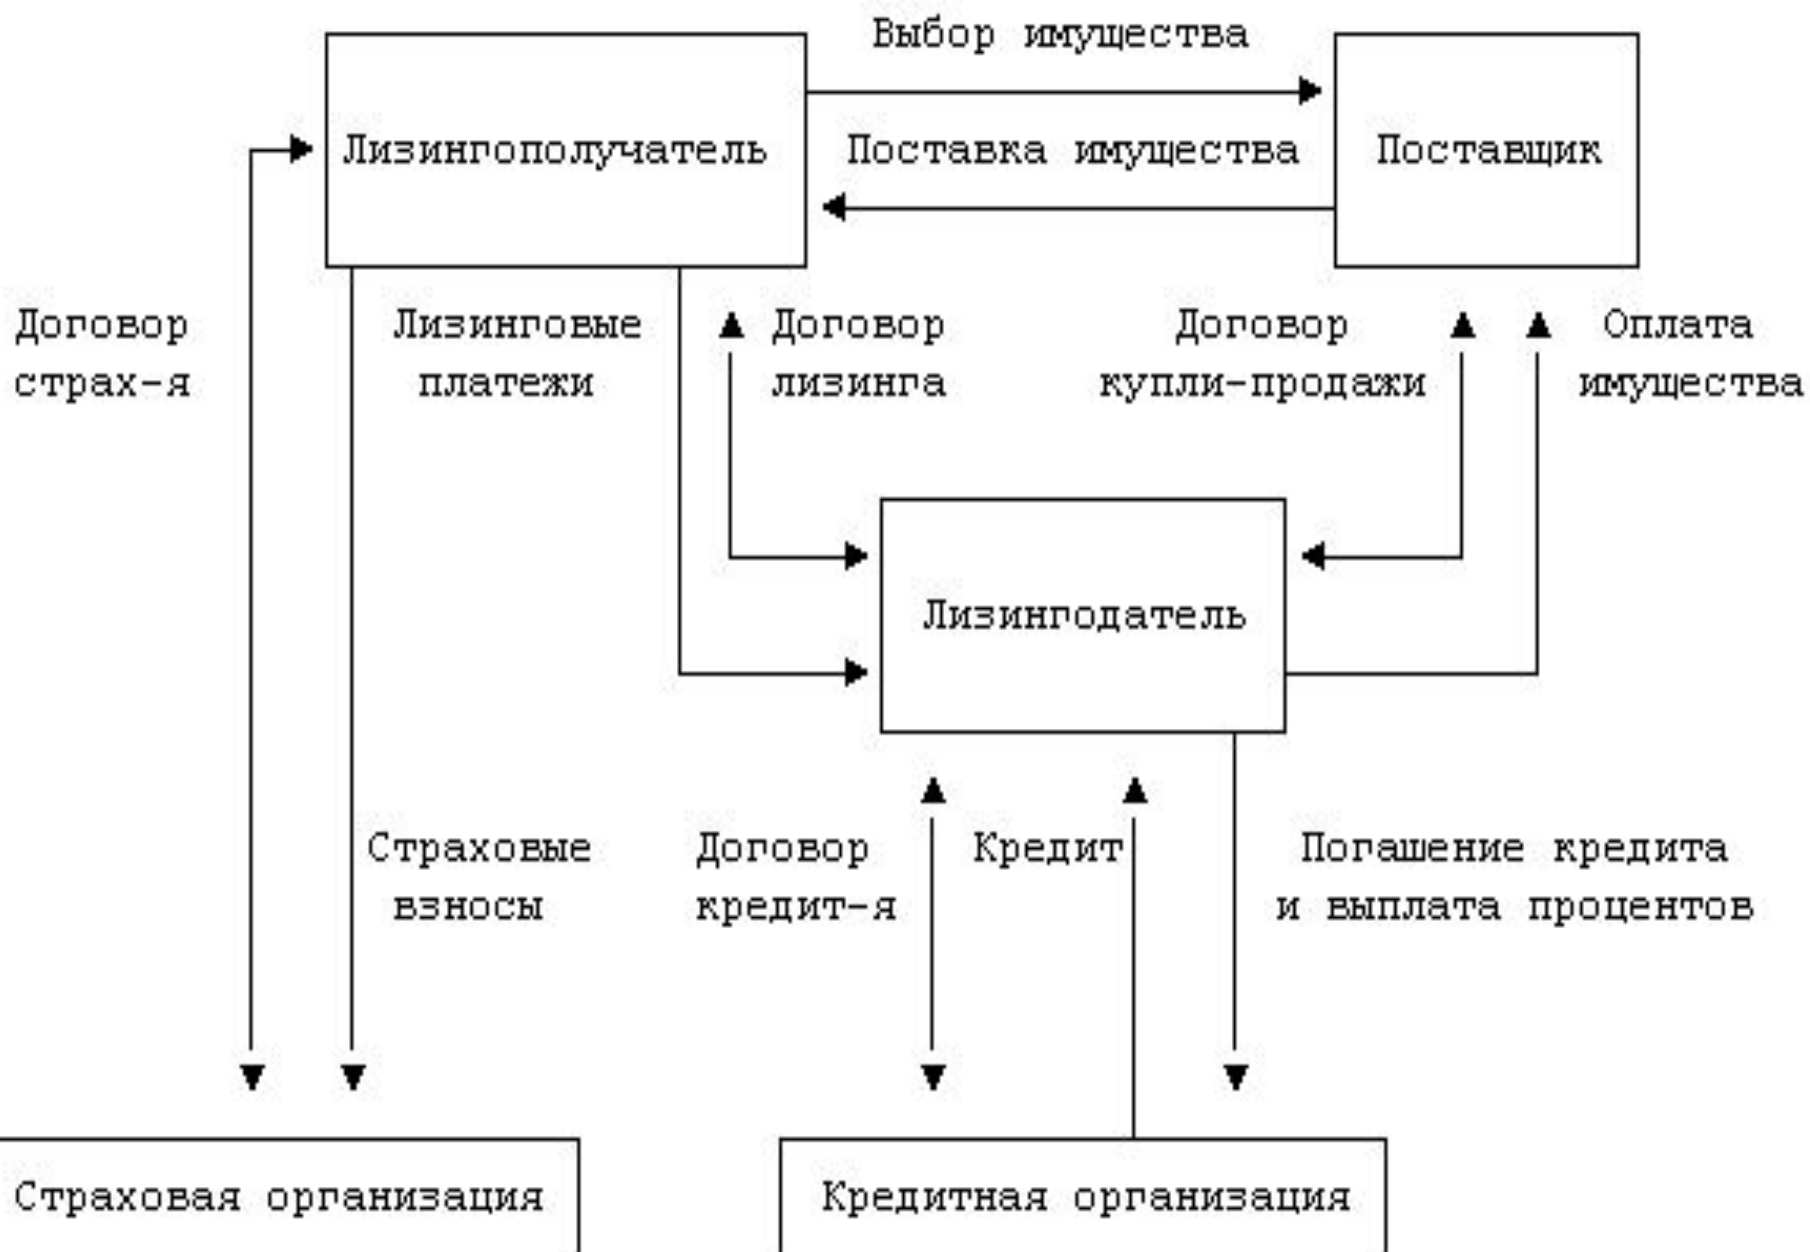 Выбор имущества
Лизингополучатель
Поставка имущества
Поставщик
Договор
страх-я
Лизинговые
платежи
Договор
лизинга
Договор
купли-продажи
Оплата
имущества
Лизингодатель
Страховые
взносы
Договор
кредит-я
Кредит
Погашение кредита
и выплата процентов
Страховая организация
Кредитная организация